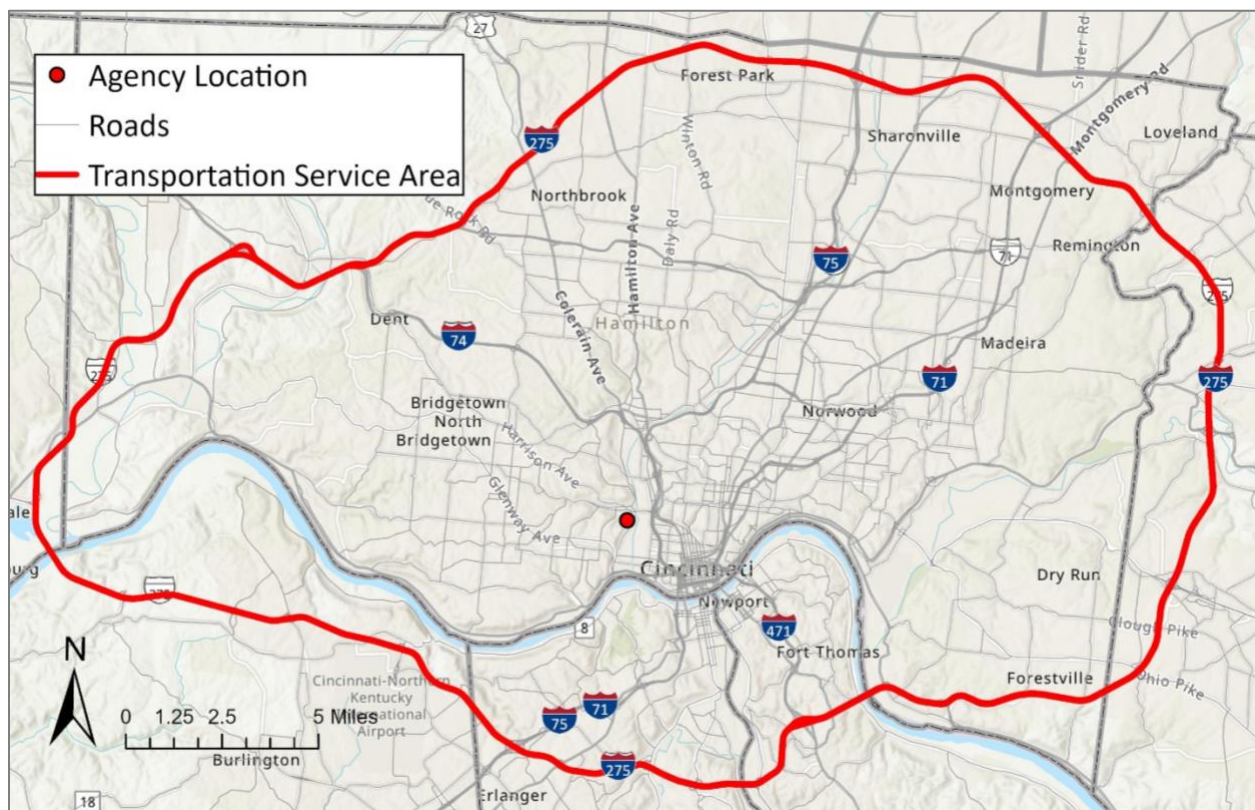 27
Agency Location
Roads
Transportation Service Area
Forest Park
Snider Rd
Montgomery Rd
Loveland
Sharonville
275
Winton Rd
Northbrook
Montgomery
Hamilton Ave
Daly Rd
Remington
71
75
275
Colerain Ave
Hamilton
Dent
74
Madeira
275
71
275
Bridgetown
North
Bridgetown
Norwood
Harrison Ave
Glenway Ave
ale
Cincinnati
burg
Dry Run
275
Newport
8
471
Clough Pike
Fort Thomas
N
Forestville
Ohio Pike
Cincinnati-Northern
Kentucky
International
Airport
0 1.25 2.5 5 Miles
71
75
Burlington
275
Erlanger
18